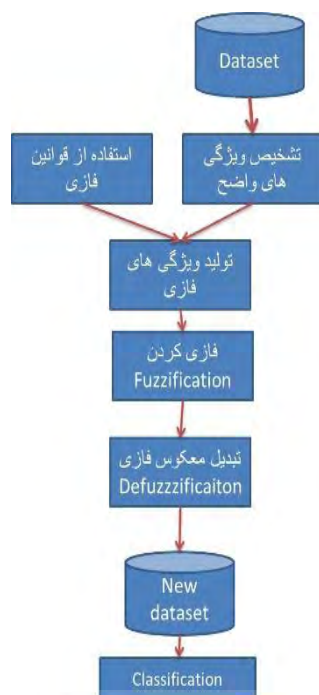 Dataset
استفاده از قوانین
فازی
تشخیص ویژگی
های واضح
تولید ویژگی های
فازی
فازی کردن
Fuzzification
تبدیل معکوس فازی
Defuzzzificaiton
New
dataset
Classification